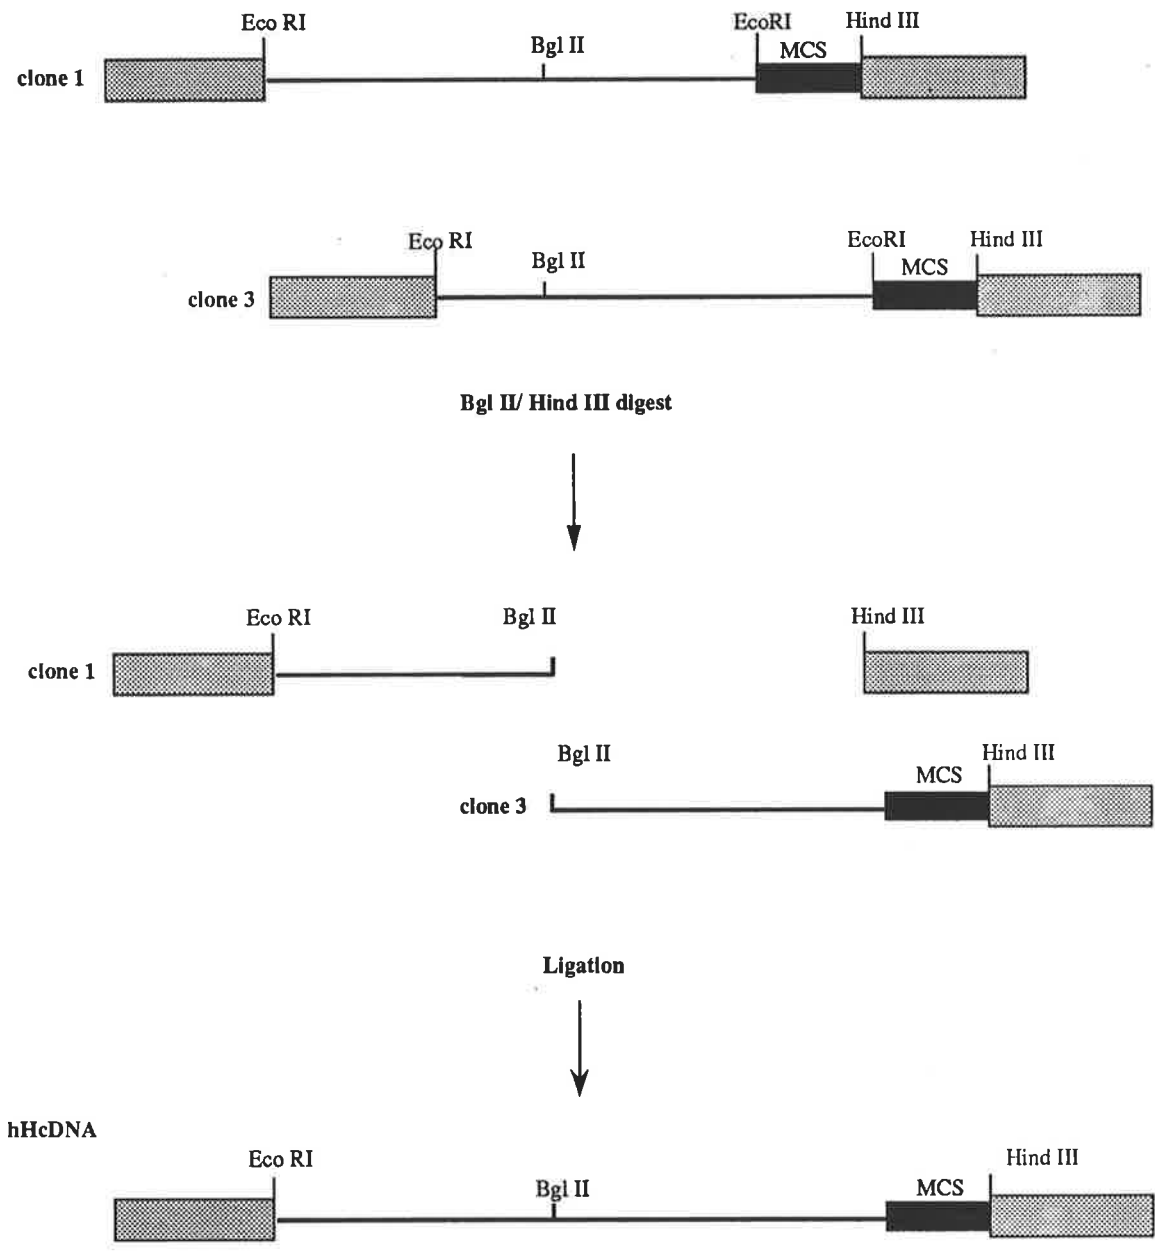 Eco RI
EcoRI
Hind III
Bgl II
MCS
clone 1
Eco RI
EcoRI
Hind III
Bgl II
MCS
clone 3
Bgl II/ Hind III digest
Eco RI
Bgl II
Hind III
clone 1
Bgl II
Hind III
MCS
clone 3
Ligation
hHcDNA
Eco RI
Hind III
Bgl II
MCS